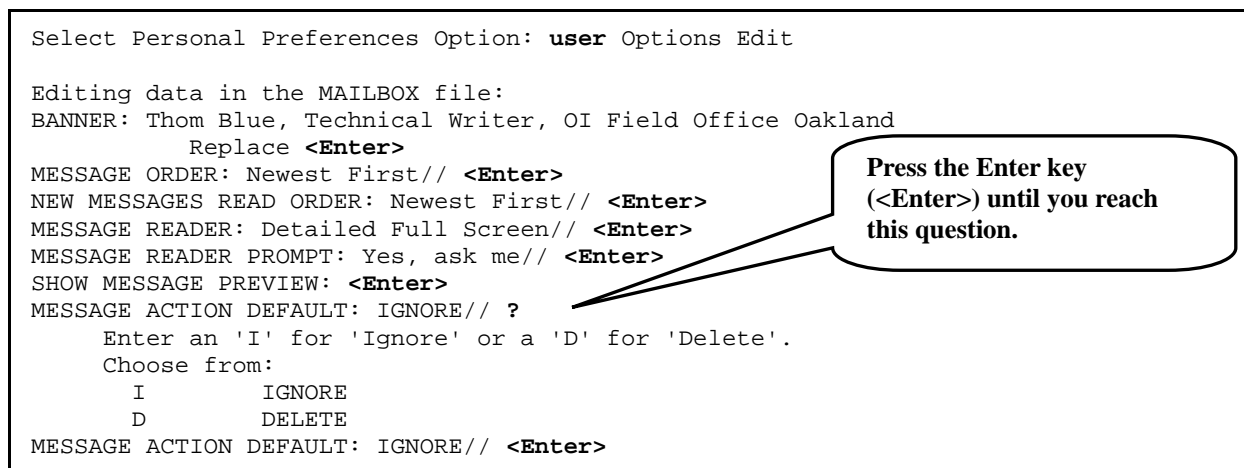 Select Personal Preferences Option: user Options Edit
Editing data in the MAILBOX file:
BANNER: Thom Blue, Technical Writer, OI Field Office Oakland
Replace <Enter>
MESSAGE ORDER: Newest First// <Enter>
NEW MESSAGES READ ORDER: Newest First// <Enter>
MESSAGE READER: Detailed Full Screen// <Enter>
MESSAGE READER PROMPT: Yes, ask me// <Enter>
SHOW MESSAGE PREVIEW: <Enter>
MESSAGE ACTION DEFAULT: IGNORE// ?
Enter an 'I' for 'Ignore' or a 'D' for 'Delete'.
Choose from:
I IGNORE
D DELETE
MESSAGE ACTION DEFAULT: IGNORE// <Enter>
Press the Enter key
(<Enter>) until you reach
this question.